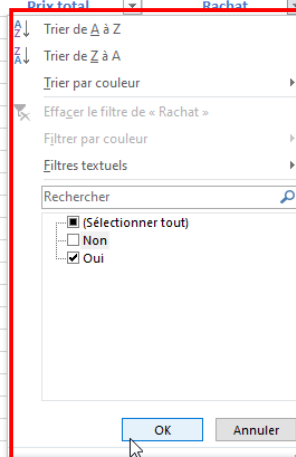 Prix total Rachat
Trier de A à Z
Trier de Z à A
Trier par couleur
Effacer le filtre de « Rachat »
Filtrer par couleur
Filtres textuels
Rechercher
(Sélectionner tout)
Non
Oui
OK Annuler